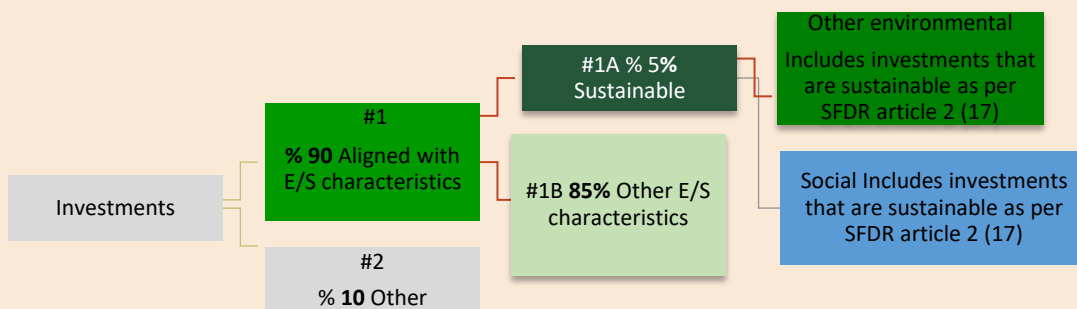 Investments
#1
% 90 Aligned with
E/S characteristics
#2
% 10 Other
#1A % 5%
Sustainable
#1B 85% Other E/S
characteristics
Other environmental
Includes investments that
are sustainable as per
SFDR article 2 (17)
Social Includes investments
that are sustainable as per
SFDR article 2 (17)